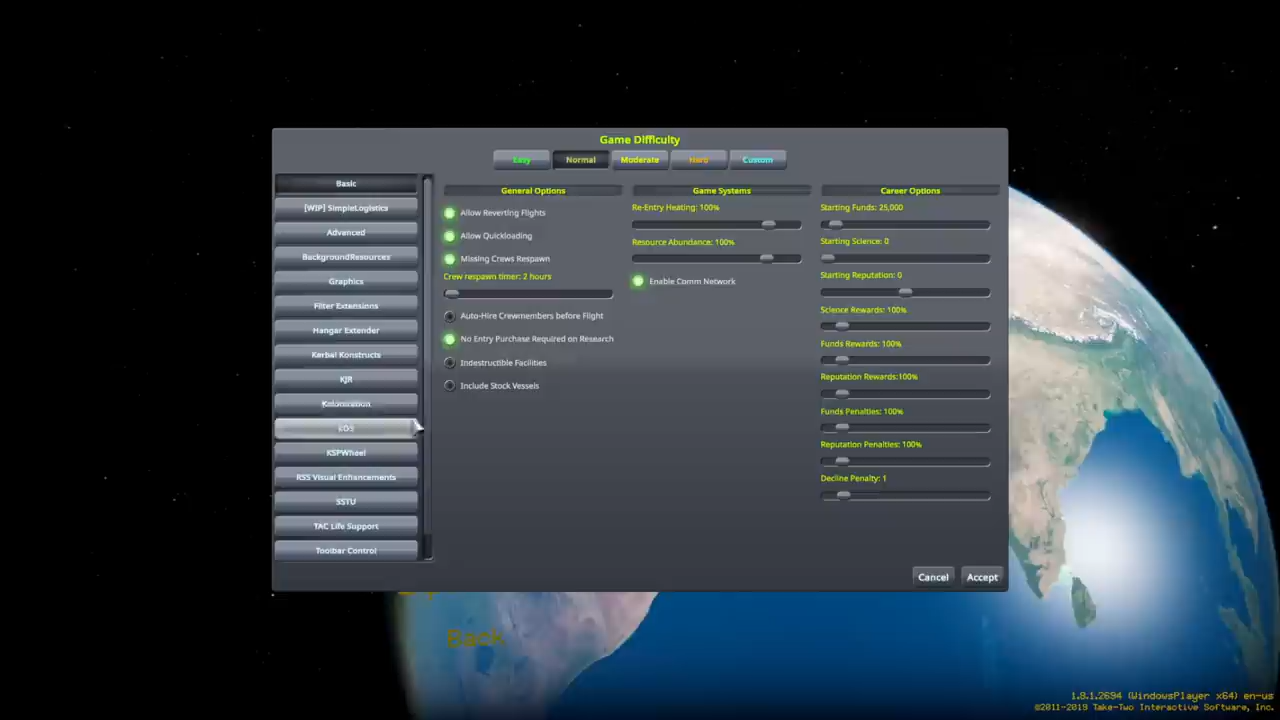 Game Difficulty
Easy Normal Moderate Hard Custom
Basic
[WIP] SimpleLogistics
Advanced
BackgroundResources
Graphics
Filter Extensions
Hangar Extender
Kerbal Konstructs
KJR
Kolonization
kOS
KSPWheel
RSS Visual Enhancements
SSTU
TAC Life Support
Toolbar Control
General Options
Allow Reverting Flights
Allow Quickloading
Missing Crews Respawn
Crew respawn timer: 2 hours
Auto-Hire Crewmembers before Flight
No Entry Purchase Required on Research
Indestructible Facilities
Include Stock Vessels
Game Systems
Re-Entry Heating: 100%
Resource Abundance: 100%
Enable Comm Network
Career Options
Starting Funds: 25,000
Starting Science: 0
Starting Reputation: 0
Science Rewards: 100%
Funds Rewards: 100%
Reputation Rewards:100%
Funds Penalties: 100%
Reputation Penalties: 100%
Decline Penalty: 1
Cancel Accept
Back
1.8.1.2694 (WindowsPlayer x64) en-us
©2011-2019 Take-Two Interactive Software, Inc.